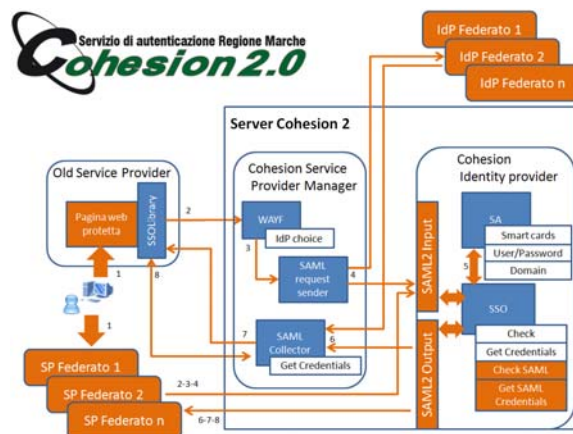 Servizio di autenticazione Regione Marche
Cohesion 2.0
IdP Federato 1
IdP Federato 2
IdP Federato n
Server Cohesion 2
Old Service Provider
Pagina web
protetta
SSOLibrary
1
8
1
2
Cohesion Service
Provider Manager
WAYF
IdP choice
3
SAML
request
sender
4
7
SAML
Collector
Get Credentials
6
Cohesion
Identity provider
SAML2 Input
SAML2 Output
SA
Smart cards
User/Password
Domain
5
SSO
Check
Get Credentials
Check SAML
Get SAML
Credentials
SP Federato 1
SP Federato 2
SP Federato n
2-3-4
6-7-8